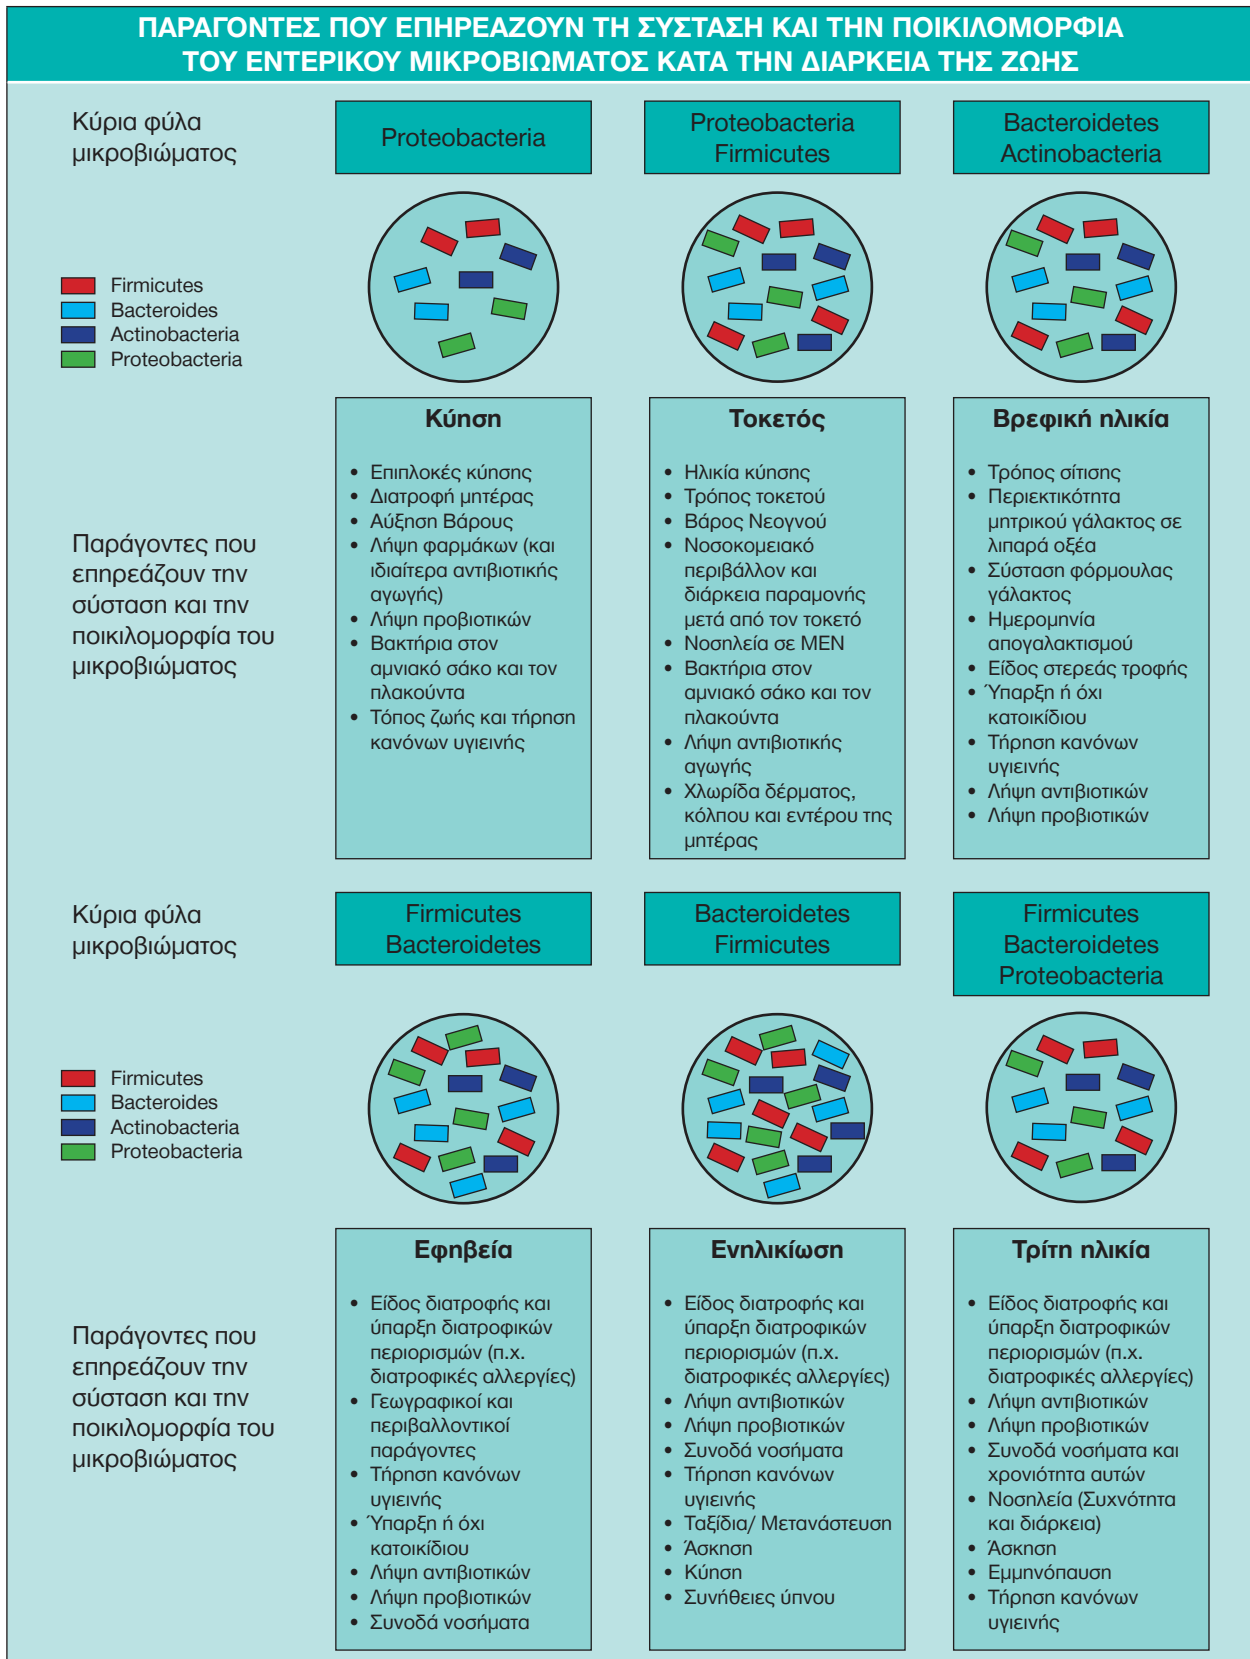 ΠΑΡΑΓΟΝΤΕΣ ΠΟΥ ΕΠΗΡΕΑΖΟΥΝ ΤΗ ΣΥΣΤΑΣΗ ΚΑΙ ΤΗΝ ΠΟΙΚΙΛΟΜΟΡΦΙΑ
ΤΟΥ ΕΝΤΕΡΙΚΟΥ ΜΙΚΡΟΒΙΩΜΑΤΟΣ ΚΑΤΑ ΤΗΝ ΔΙΑΡΚΕΙΑ ΤΗΣ ΖΩΗΣ
Κύρια φύλα
μικροβιώματος
Proteobacteria
Proteobacteria
Firmicutes
Bacteroidetes
Actinobacteria
Firmicutes
Bacteroides
Actinobacteria
Proteobacteria
Παράγοντες που
επηρεάζουν την
σύσταση και την
ποικιλομορφία του
μικροβιώματος
Κύηση
• Επιπλοκές κύησης
• Διατροφή μητέρας
• Αύξηση Βάρους
• Λήψη φαρμάκων (και
ιδιαίτερα αντιβιοτικής
αγωγής)
• Λήψη προβιοτικών
• Βακτήρια στον
αμνιακό σάκο και τον
πλακούντα
• Τόπος ζωής και τήρηση
κανόνων υγιεινής
Τοκετός
• Ηλικία κύησης
• Τρόπος τοκετού
• Βάρος Νεογνού
• Νοσοκομειακό
περιβάλλον και
διάρκεια παραμονής
μετά από τον τοκετό
• Νοσηλεία σε ΜΕΝ
• Βακτήρια στον
αμνιακό σάκο και τον
πλακούντα
• Λήψη αντιβιοτικής
αγωγής
• Χλωρίδα δέρματος,
κόλπου και εντέρου της
μητέρας
Βρεφική ηλικία
• Τρόπος σίτισης
• Περιεκτικότητα
μητρικού γάλακτος σε
λιπαρά οξέα
• Σύσταση φόρμουλας
γάλακτος
• Ημερομηνία
απογαλακτισμού
• Είδος στερεάς τροφής
• Ύπαρξη ή όχι
κατοικίδιου
• Τήρηση κανόνων
υγιεινής
• Λήψη αντιβιοτικών
• Λήψη προβιοτικών
Κύρια φύλα
μικροβιώματος
Firmicutes
Bacteroidetes
Bacteroidetes
Firmicutes
Firmicutes
Bacteroidetes
Proteobacteria
Firmicutes
Bacteroides
Actinobacteria
Proteobacteria
Παράγοντες που
επηρεάζουν την
σύσταση και την
ποικιλομορφία του
μικροβιώματος
Εφηβεία
• Είδος διατροφής και
ύπαρξη διατροφικών
περιορισμών (π.χ.
διατροφικές αλλεργίες)
• Γεωγραφικοί και
περιβαλλοντικοί
παράγοντες
• Τήρηση κανόνων
υγιεινής
• Ύπαρξη ή όχι
κατοικίδιου
• Λήψη αντιβιοτικών
• Λήψη προβιοτικών
• Συνοδά νοσήματα
Ενηλικίωση
• Είδος διατροφής και
ύπαρξη διατροφικών
περιορισμών (π.χ.
διατροφικές αλλεργίες)
• Λήψη αντιβιοτικών
• Λήψη προβιοτικών
• Συνοδά νοσήματα
• Τήρηση κανόνων
υγιεινής
• Ταξίδια/ Μετανάστευση
• Άσκηση
• Κύηση
• Συνήθειες ύπνου
Τρίτη ηλικία
• Είδος διατροφής και
ύπαρξη διατροφικών
περιορισμών (π.χ.
διατροφικές αλλεργίες)
• Λήψη αντιβιοτικών
• Λήψη προβιοτικών
• Συνοδά νοσήματα και
χρονιότητα αυτών
• Νοσηλεία (Συχνότητα
και διάρκεια)
• Άσκηση
• Εμμηνόπαυση
• Τήρηση κανόνων
υγιεινής